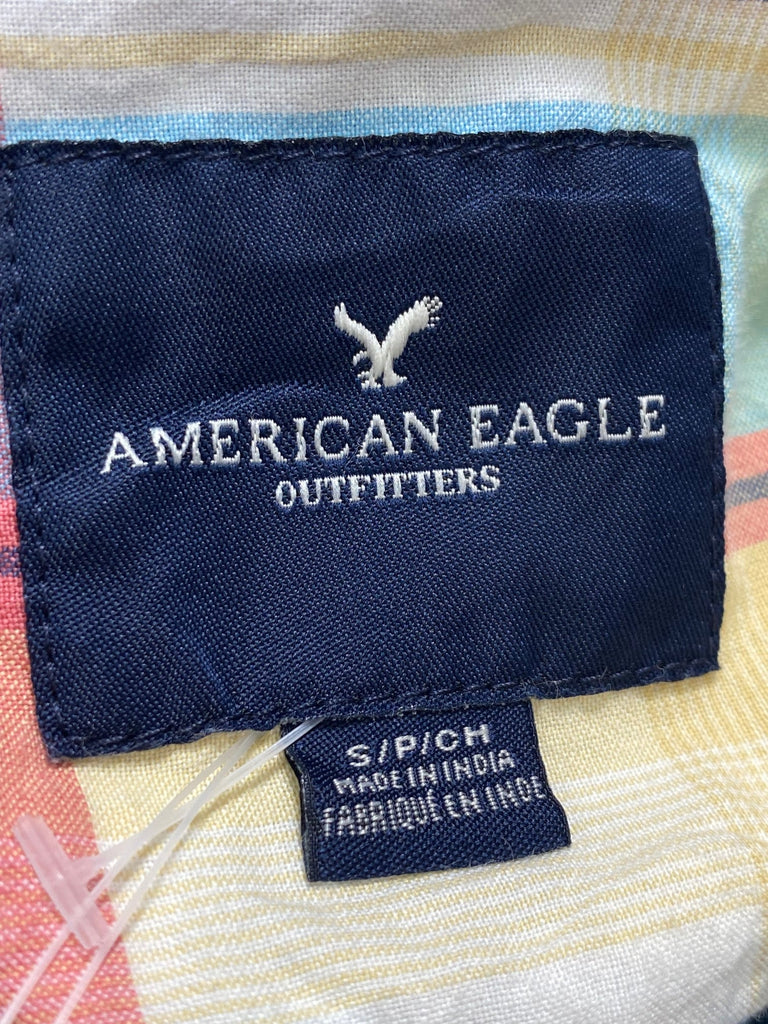 AMERICAN EAGLE
OUTFITTERS
S/P/CH
MADE IN INDIA
FABRIQUÉ EN INDE